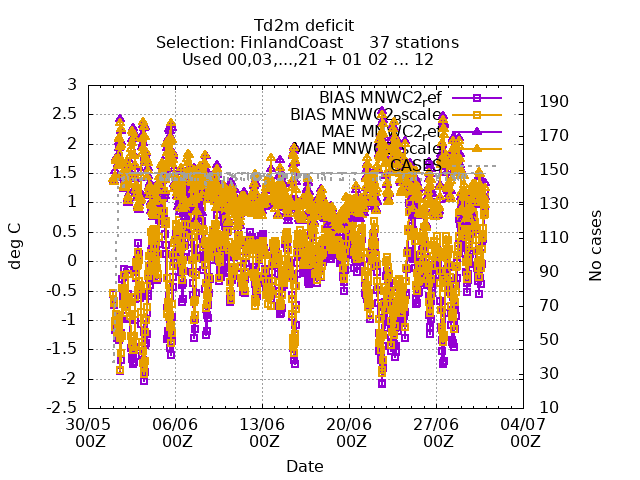 Td2m deficit
Selection: FinlandCoast 37 stations
Used 00,03,...,21 + 01 02 ... 12
BIAS MNWC2_ref
BIAS MNWC2_scale
MAE MNWC2_ref
MAE MNWC2_scale
CASES
3
2.5
2
1.5
1
0.5
0
-0.5
-1
-1.5
-2
-2.5
deg C
190
170
150
130
110
90
70
50
30
10
No cases
30/05 06/06 13/06 20/06 27/06 04/07
00Z 00Z 00Z 00Z 00Z 00Z
Date